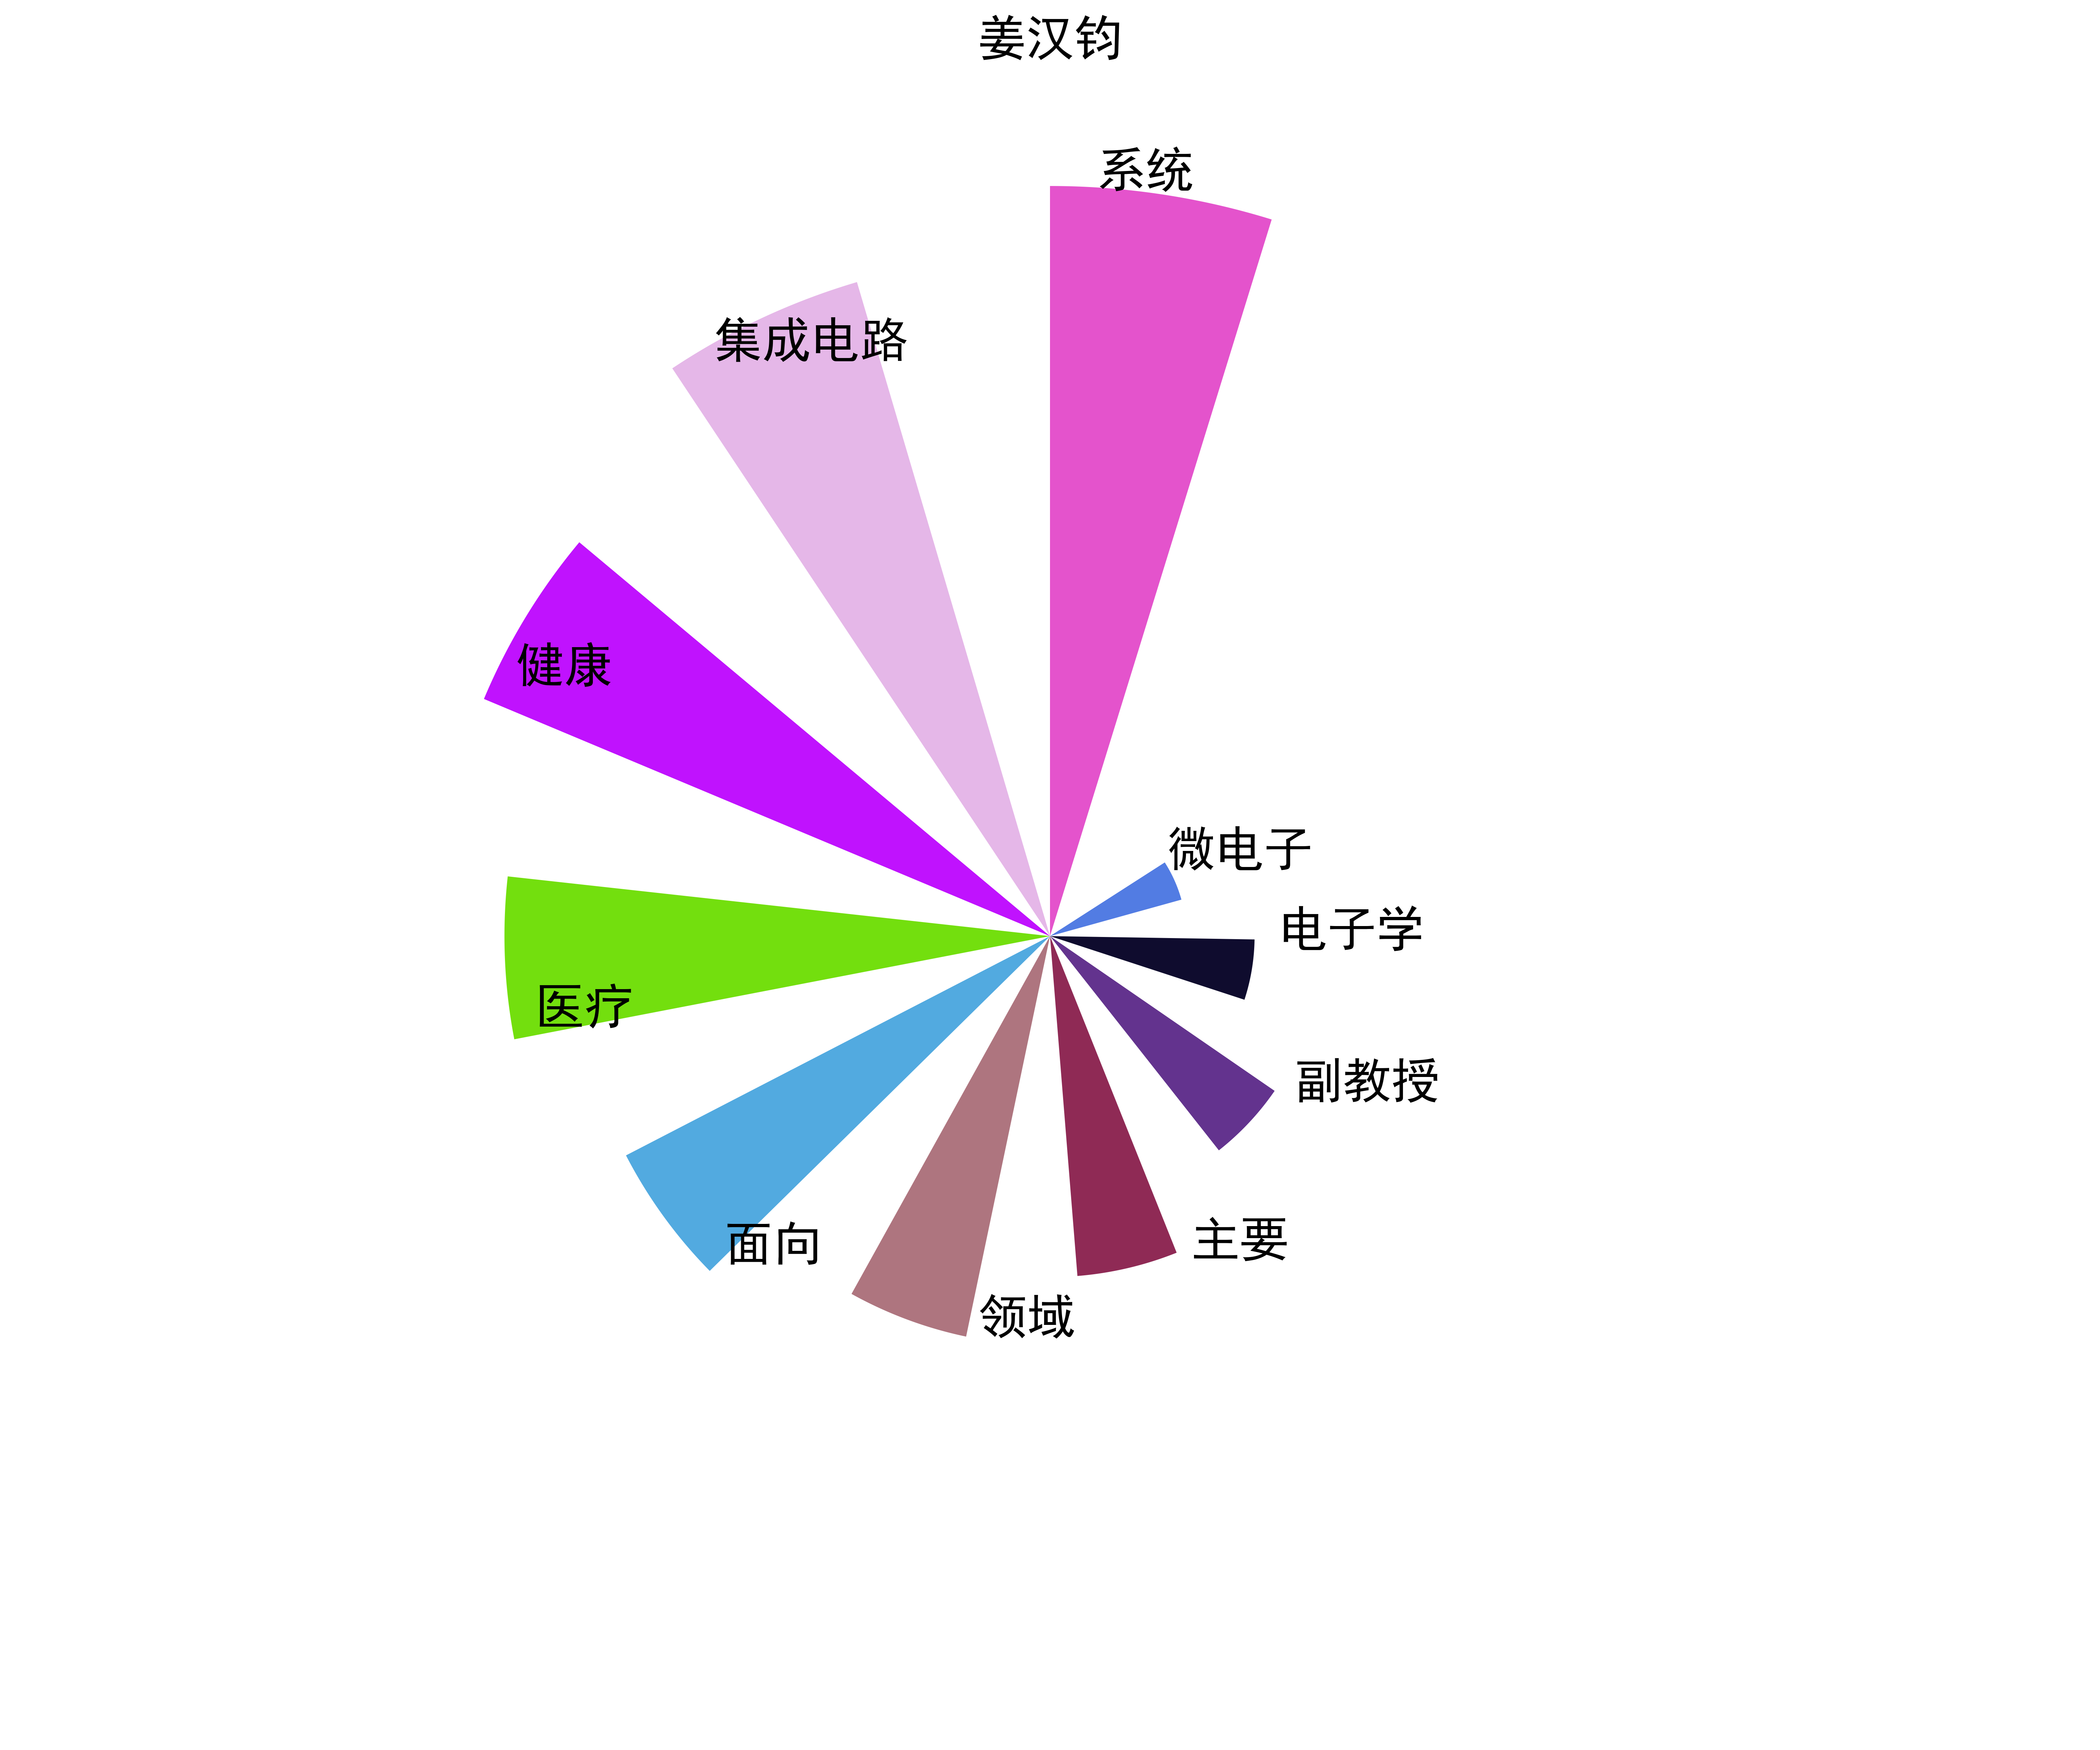 姜汉钧
系统
集成电路
健康
微电子
电子学
医疗
副教授
面向
主要
领域